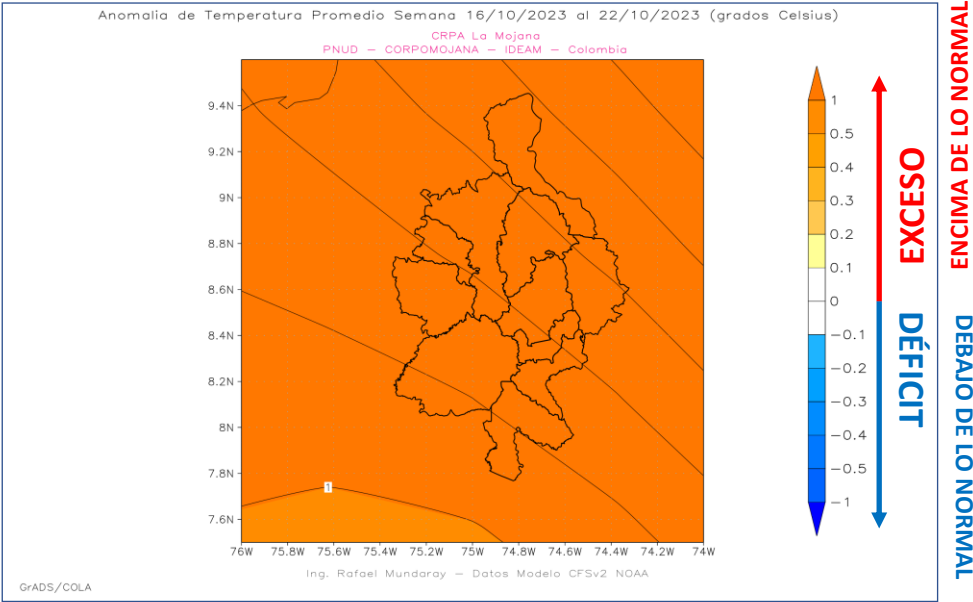 Anomalia de Temperatura Promedio Semana 16/10/2023 al 22/10/2023 (grados Celsius)
CRPA La Mojana
PNUD – CORPOMOJANA – IDEAM – Colombia
9.4N
9.2N
9N
8.8N
8.6N
8.4N
8.2N
8N
7.8N
7.6N
1
76W 75.8W 75.6W 75.4W 75.2W 75W 74.8W 74.6W 74.4W 74.2W 74W
Ing. Rafael Mundaray – Datos Modelo CFSv2 NOAA
GrADS/COLA
1
0.5
0.4
0.3
0.2
0.1
0
−0.1
−0.2
−0.3
−0.4
−0.5
−1
EXCESO
DÉFICIT
ENCIMA DE LO NORMAL
DEBAJO DE LO NORMAL